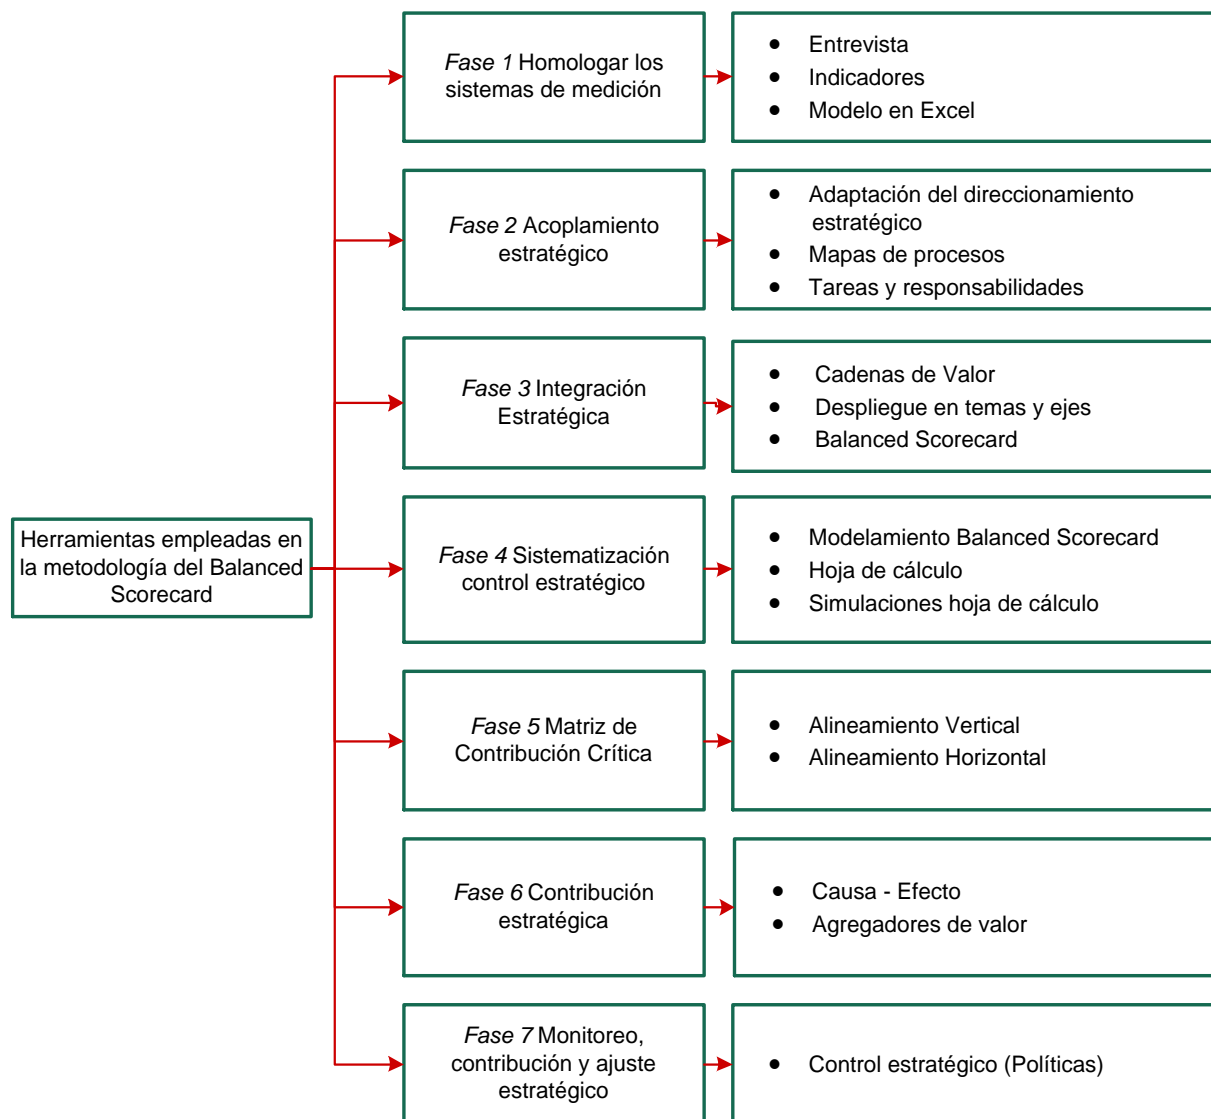 Fase 1 Homologar los
sistemas de medición
• Entrevista
• Indicadores
• Modelo en Excel
Fase 2 Acoplamiento
estratégico
• Adaptación del direccionamiento
estratégico
• Mapas de procesos
• Tareas y responsabilidades
Fase 3 Integración
Estratégica
• Cadenas de Valor
• Despliegue en temas y ejes
• Balanced Scorecard
Herramientas empleadas en
la metodología del Balanced
Scorecard
Fase 4 Sistematización
control estratégico
• Modelamiento Balanced Scorecard
• Hoja de cálculo
• Simulaciones hoja de cálculo
Fase 5 Matriz de
Contribución Crítica
• Alineamiento Vertical
• Alineamiento Horizontal
Fase 6 Contribución
estratégica
• Causa - Efecto
• Agregadores de valor
Fase 7 Monitoreo,
contribución y ajuste
estratégico
• Control estratégico (Políticas)